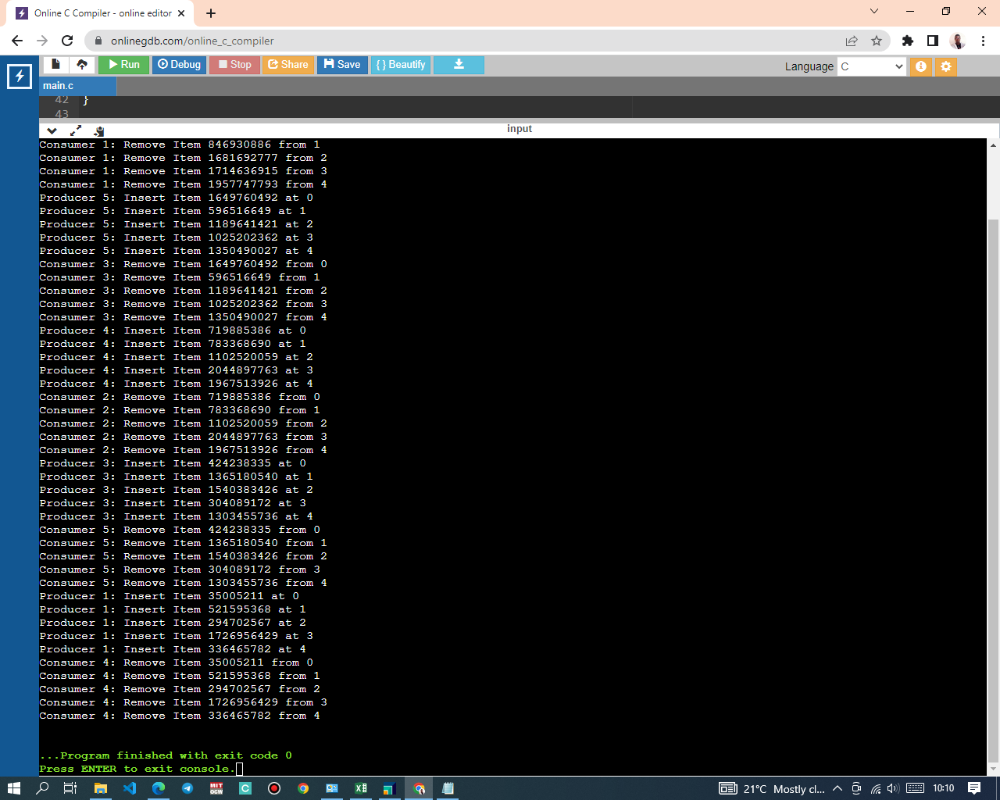 Online C Compiler - online editor
onlinegdb.com/online_c_compiler
Run Debug Stop Share Save { } Beautify Language C
main.c
42 }
43
input
Consumer 1: Remove Item 846930886 from 1
Consumer 1: Remove Item 1681692777 from 2
Consumer 1: Remove Item 1714636915 from 3
Consumer 1: Remove Item 1957747793 from 4
Producer 5: Insert Item 1649760492 at 0
Producer 5: Insert Item 596516649 at 1
Producer 5: Insert Item 1189641421 at 2
Producer 5: Insert Item 1025202362 at 3
Producer 5: Insert Item 1350490027 at 4
Consumer 3: Remove Item 1649760492 from 0
Consumer 3: Remove Item 596516649 from 1
Consumer 3: Remove Item 1189641421 from 2
Consumer 3: Remove Item 1025202362 from 3
Consumer 3: Remove Item 1350490027 from 4
Producer 4: Insert Item 719885386 at 0
Producer 4: Insert Item 783368690 at 1
Producer 4: Insert Item 1102520059 at 2
Producer 4: Insert Item 2044897763 at 3
Producer 4: Insert Item 1967513926 at 4
Consumer 2: Remove Item 719885386 from 0
Consumer 2: Remove Item 783368690 from 1
Consumer 2: Remove Item 1102520059 from 2
Consumer 2: Remove Item 2044897763 from 3
Consumer 2: Remove Item 1967513926 from 4
Producer 3: Insert Item 424238335 at 0
Producer 3: Insert Item 1365180540 at 1
Producer 3: Insert Item 1540383426 at 2
Producer 3: Insert Item 304089172 at 3
Producer 3: Insert Item 1303455736 at 4
Consumer 5: Remove Item 424238335 from 0
Consumer 5: Remove Item 1365180540 from 1
Consumer 5: Remove Item 1540383426 from 2
Consumer 5: Remove Item 304089172 from 3
Consumer 5: Remove Item 1303455736 from 4
Producer 1: Insert Item 35005211 at 0
Producer 1: Insert Item 521595368 at 1
Producer 1: Insert Item 294702567 at 2
Producer 1: Insert Item 1726956429 at 3
Producer 1: Insert Item 336465782 at 4
Consumer 4: Remove Item 35005211 from 0
Consumer 4: Remove Item 521595368 from 1
Consumer 4: Remove Item 294702567 from 2
Consumer 4: Remove Item 1726956429 from 3
Consumer 4: Remove Item 336465782 from 4
...Program finished with exit code 0
Press ENTER to exit console.
MIT OCW C 21°C Mostly cl... 10:10